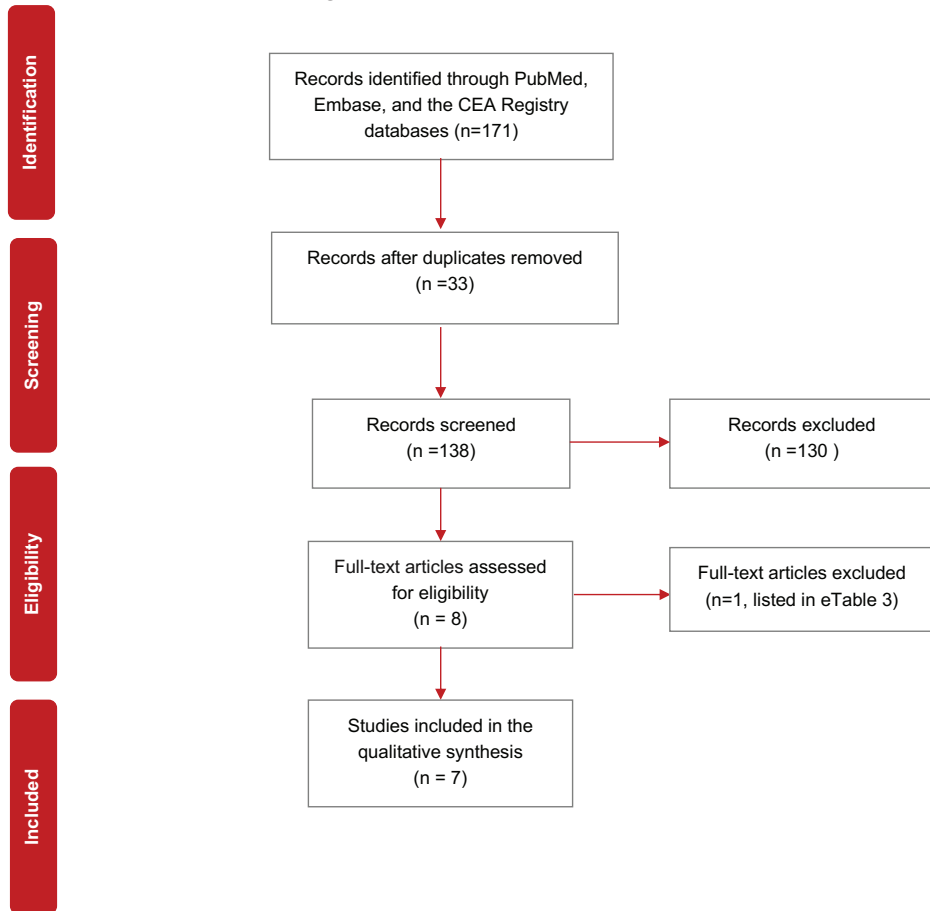 Identification
Records identified through PubMed,
Embase, and the CEA Registry
databases (n=171)
Records after duplicates removed
(n =33)
Screening
Records screened
(n =138)
Records excluded
(n =130 )
Eligibility
Full-text articles assessed
for eligibility
(n = 8)
Full-text articles excluded
(n=1, listed in eTable 3)
Included
Studies included in the
qualitative synthesis
(n = 7)